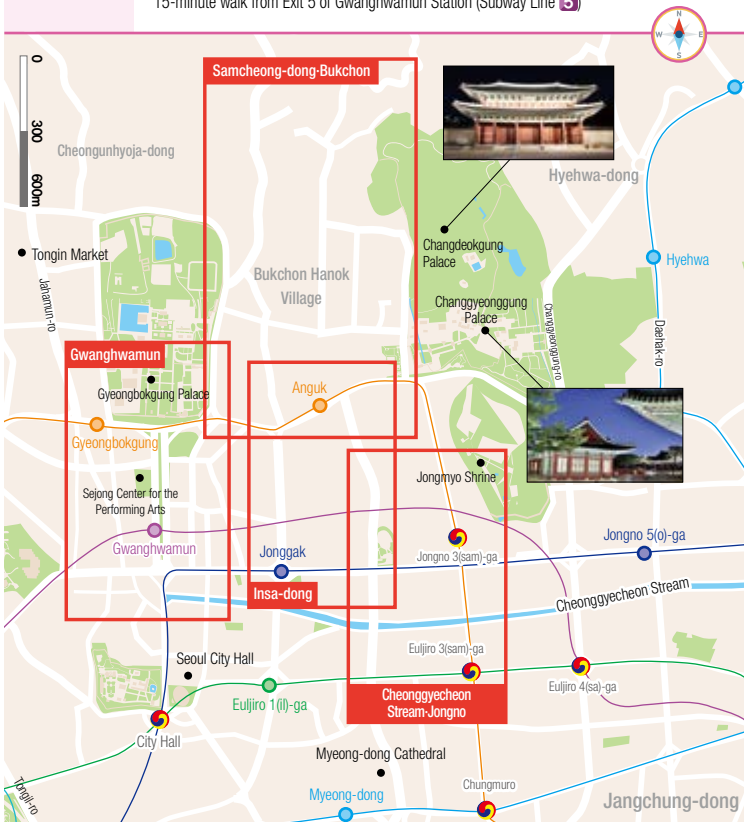 15-minute walk from Exit 5 of Gwanghwamun Station (Subway Line 5)
N
W
E
S
0
300
600m
Samcheong-dong·Bukchon
Cheongunhyoja-dong
Hyehwa-dong
Tongin Market
Changdeokgung
Palace
Hyehwa
Bukchon Hanok
Village
Jahamun-ro
Changgyeonggung
Palace
Changgyeonggung-ro
Daehak-ro
Gwanghwamun
Gyeongbokgung Palace
Anguk
Gyeongbokgung
Jongmyo Shrine
Sejong Center for the
Performing Arts
Gwanghwamun
Jonggak
Jongno 3(sam)-ga
Jongno 5(o)-ga
Insa-dong
Cheonggyecheon Stream
Seoul City Hall
Euljiro 3(sam)-ga
Euljiro 1(il)-ga
Euljiro 4(sa)-ga
Cheonggyecheon
Stream·Jongno
City Hall
Myeong-dong Cathedral
Tongil-ro
Myeong-dong
Chungmuro
Jangchung-dong